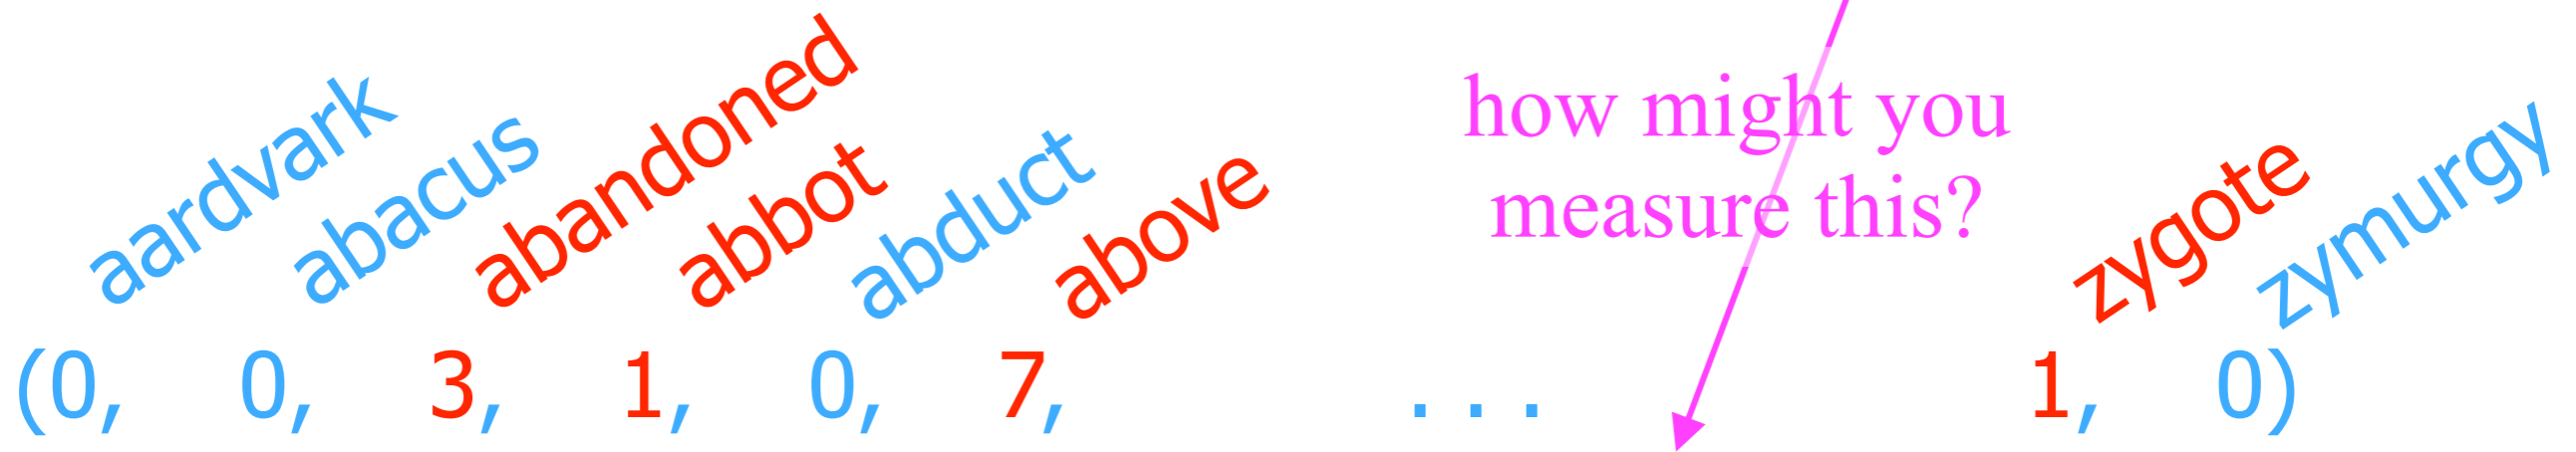 aardvark abacus abandoned abbot abduct above zygote zymurgy
how might you
measure this?
(0, 0, 3, 1, 0, 7, . . . 1, 0)